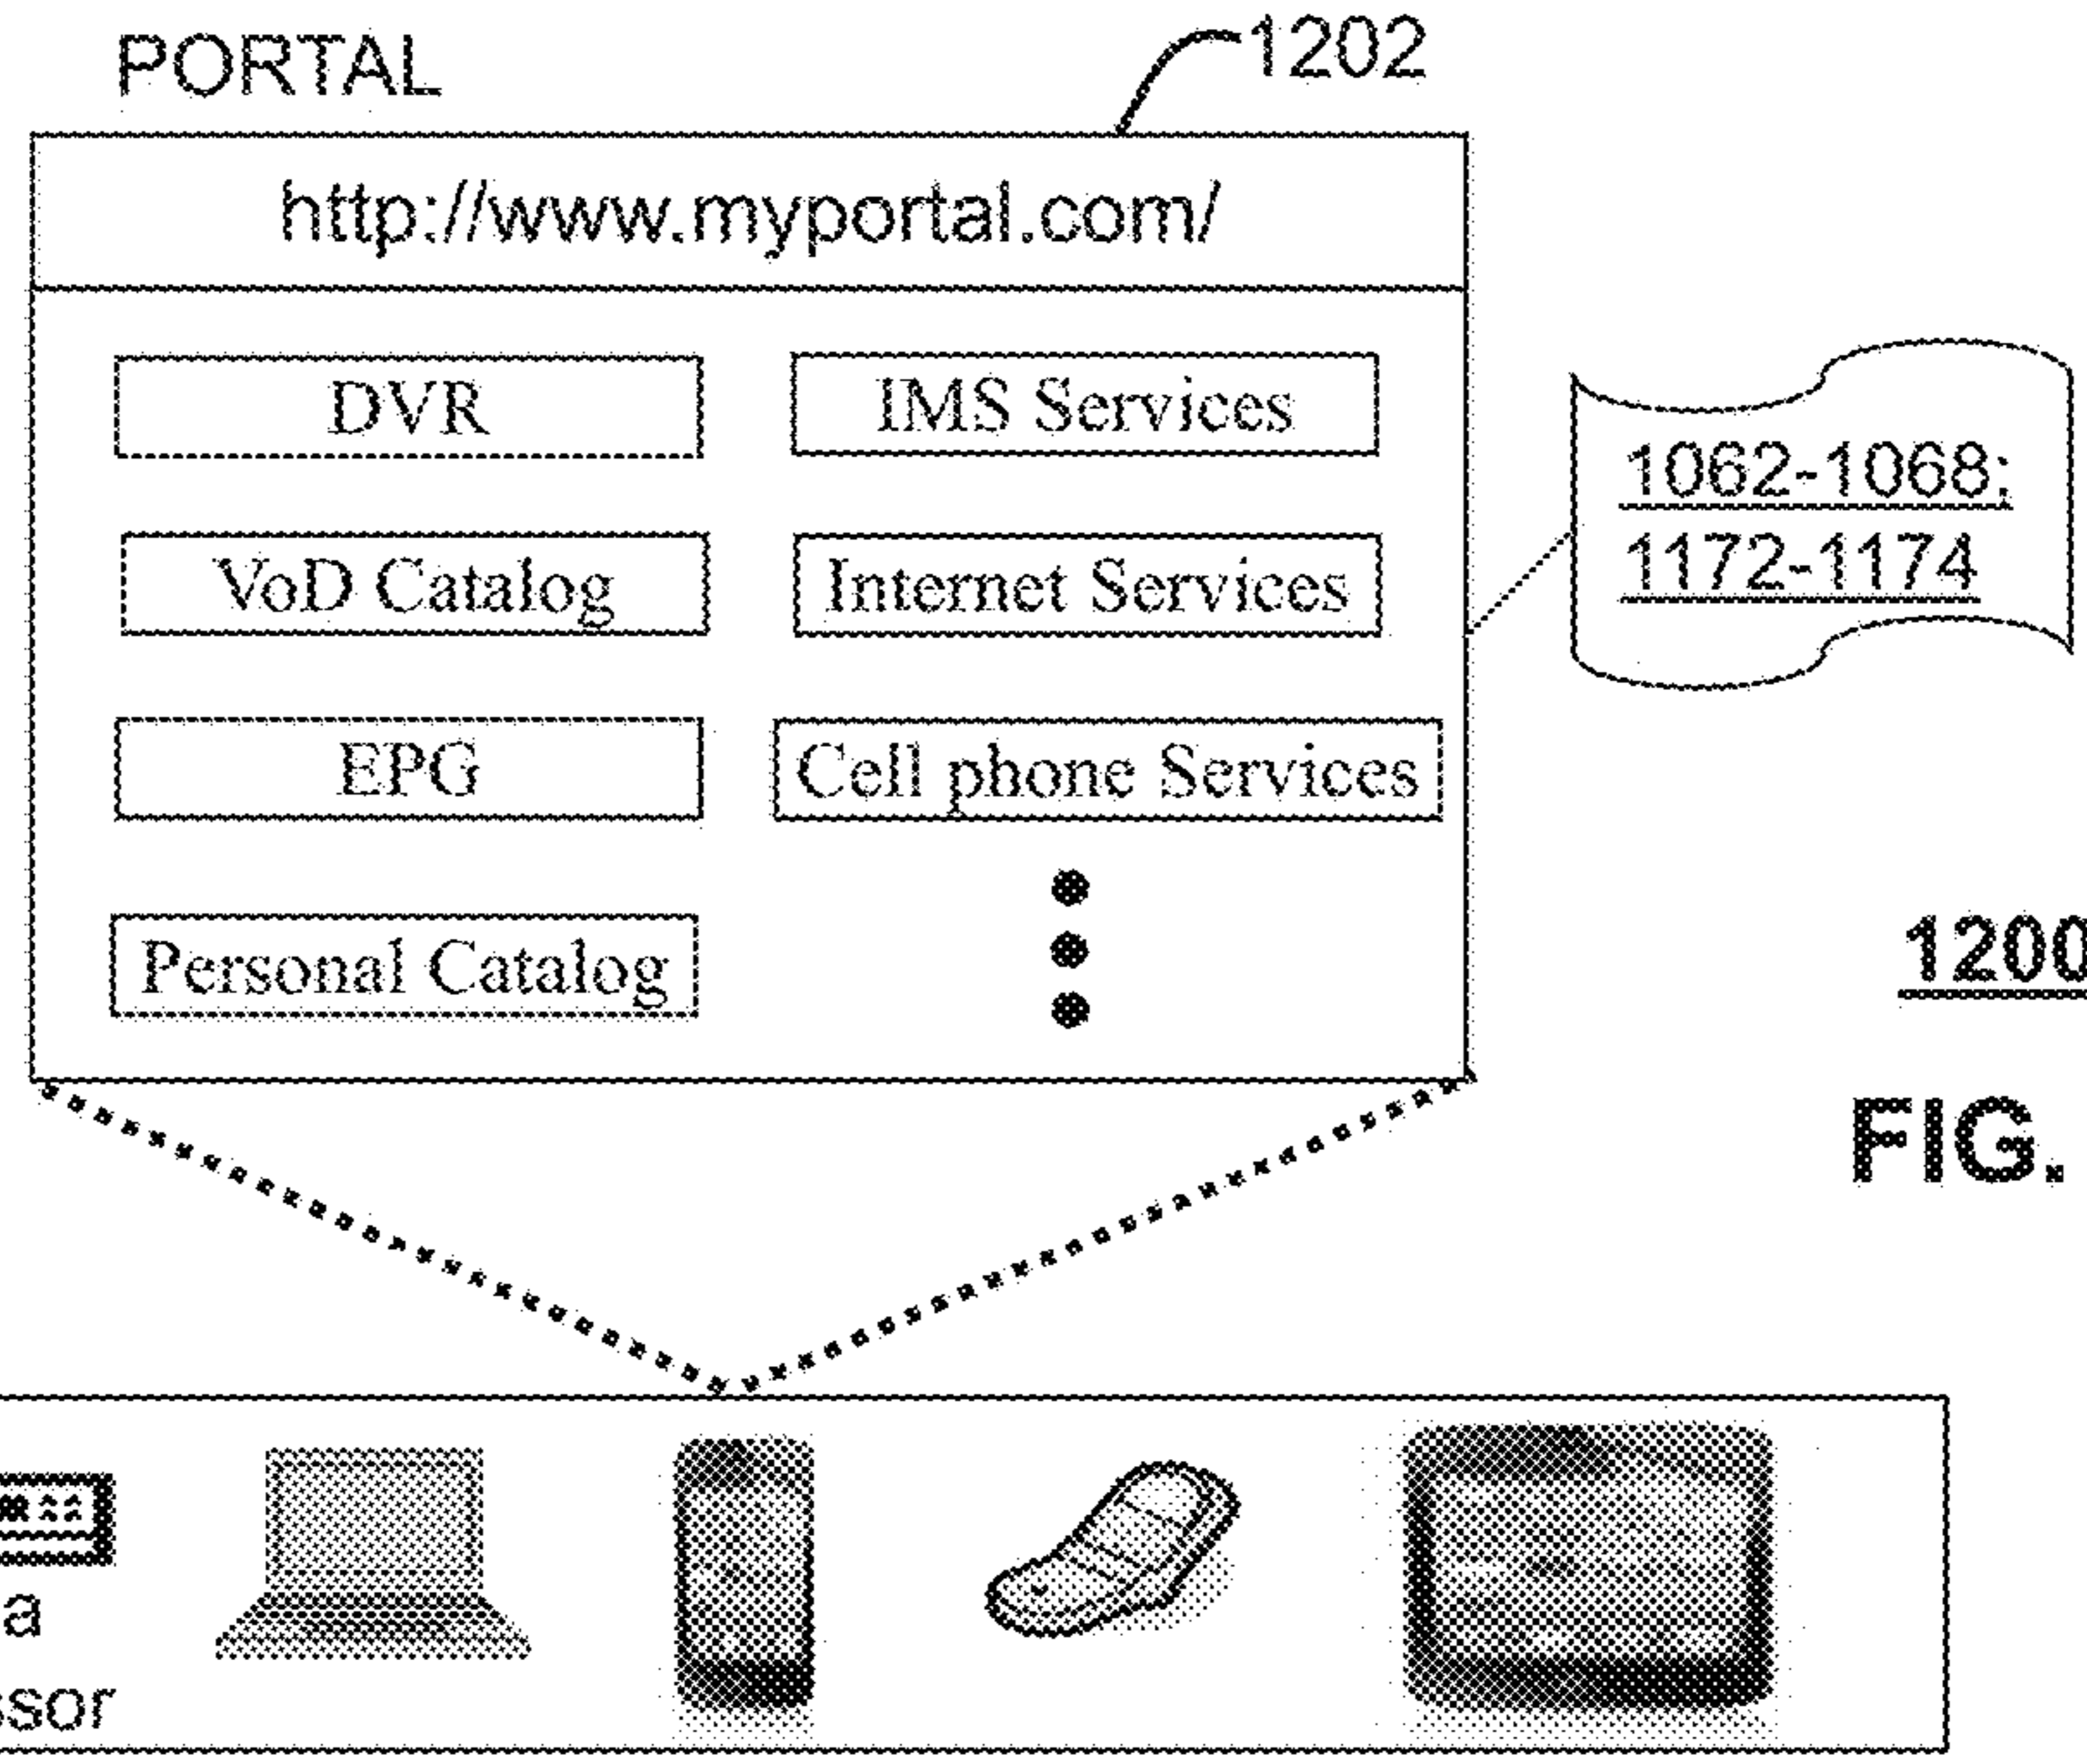 PORTAL
1202
http://www.myportal.com/
DVR
IMS Services
1062-1068;
1172-1174
VoD Catalog
Internet Services
EPG
Cell phone Services
Personal Catalog
1200
FIG.
a